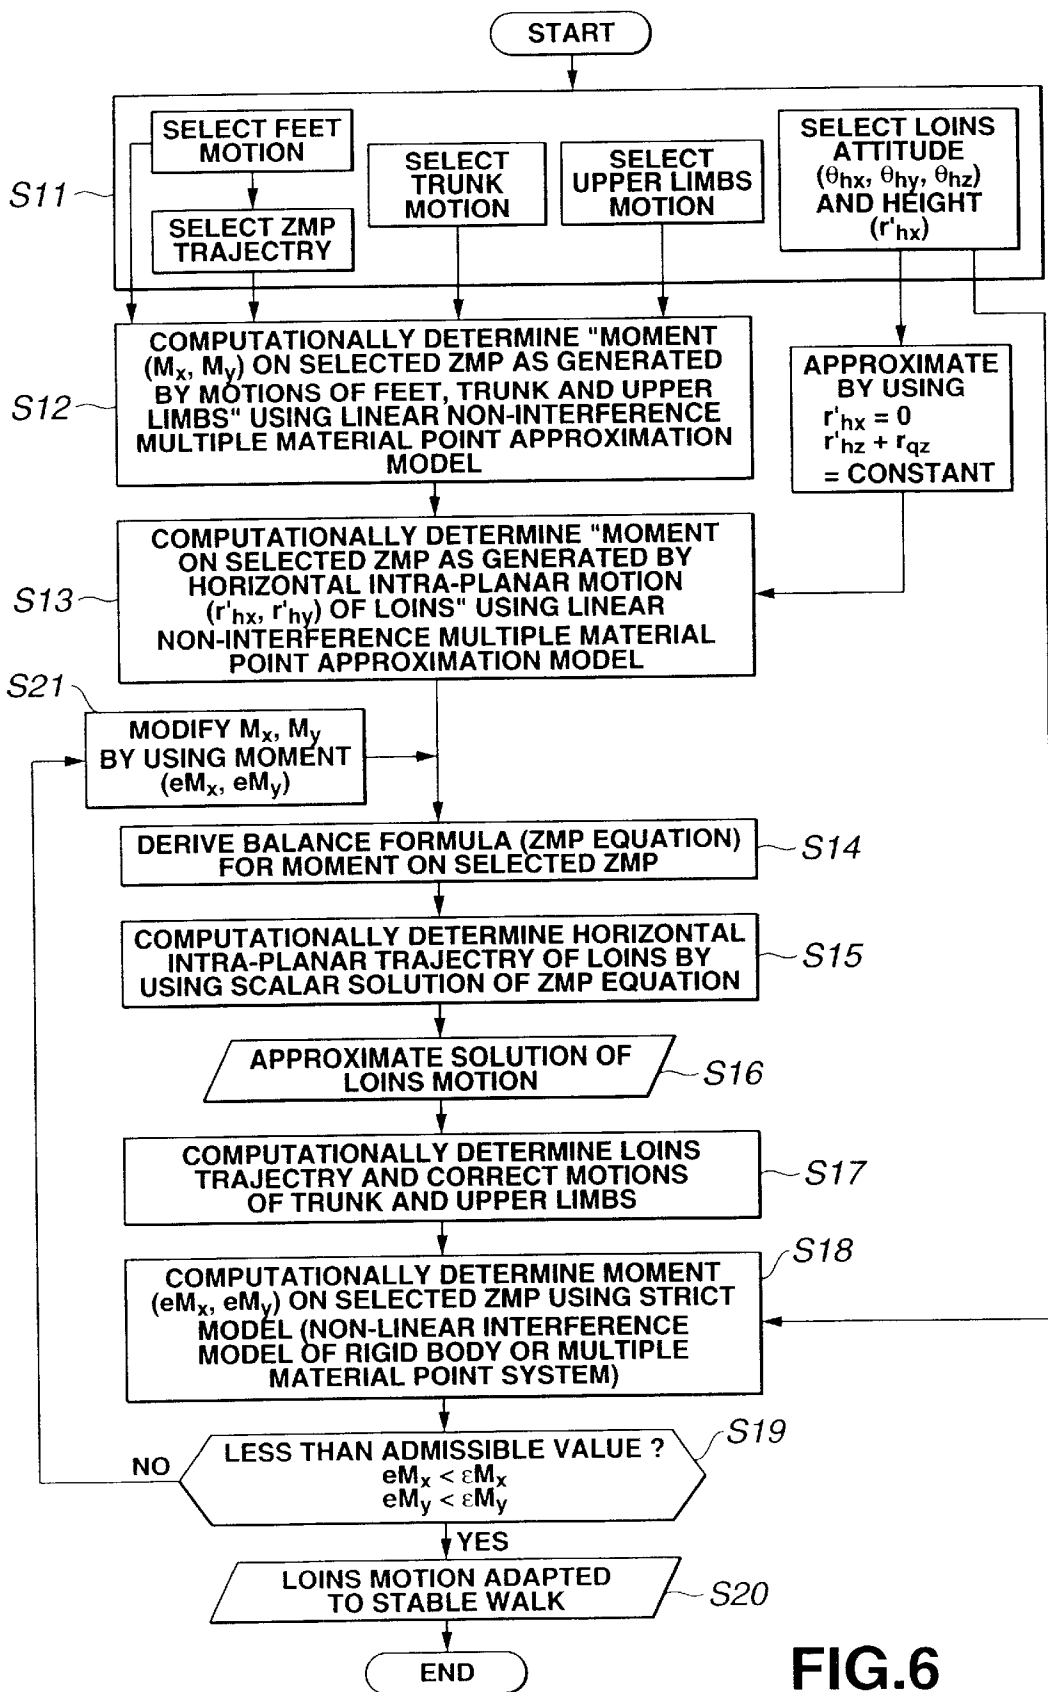 START
S11
SELECT FEET
MOTION
SELECT ZMP
TRAJECTRY
SELECT
TRUNK
MOTION
SELECT
UPPER LIMBS
MOTION
SELECT LOINS
ATTITUDE
(θhx, θhy, θhz)
AND HEIGHT
(r'hx)
S12
COMPUTATIONALLY DETERMINE "MOMENT
(Mx, My) ON SELECTED ZMP AS GENERATED
BY MOTIONS OF FEET, TRUNK AND UPPER
LIMBS" USING LINEAR NON-INTERFERENCE
MULTIPLE MATERIAL POINT APPROXIMATION
MODEL
APPROXIMATE
BY USING
r'hx = 0
r'hz + rqz
= CONSTANT
S13
COMPUTATIONALLY DETERMINE "MOMENT
ON SELECTED ZMP AS GENERATED BY
HORIZONTAL INTRA-PLANAR MOTION
(r'hx, r'hy) OF LOINS" USING LINEAR
NON-INTERFERENCE MULTIPLE MATERIAL
POINT APPROXIMATION MODEL
S21
MODIFY Mx, My
BY USING MOMENT
(eMx, eMy)
DERIVE BALANCE FORMULA (ZMP EQUATION)
FOR MOMENT ON SELECTED ZMP
S14
COMPUTATIONALLY DETERMINE HORIZONTAL
INTRA-PLANAR TRAJECTORY OF LOINS BY
USING SCALAR SOLUTION OF ZMP EQUATION
S15
APPROXIMATE SOLUTION OF
LOINS MOTION
S16
COMPUTATIONALLY DETERMINE LOINS
TRAJECTORY AND CORRECT MOTIONS
OF TRUNK AND UPPER LIMBS
S17
S18
COMPUTATIONALLY DETERMINE MOMENT
(eMx, eMy) ON SELECTED ZMP USING STRICT
MODEL (NON-LINEAR INTERFERENCE
MODEL OF RIGID BODY OR MULTIPLE
MATERIAL POINT SYSTEM)
S19
NO
LESS THAN ADMISSIBLE VALUE ?
eMx < εMx
eMy < εMy
YES
LOINS MOTION ADAPTED
TO STABLE WALK
S20
END
FIG.6